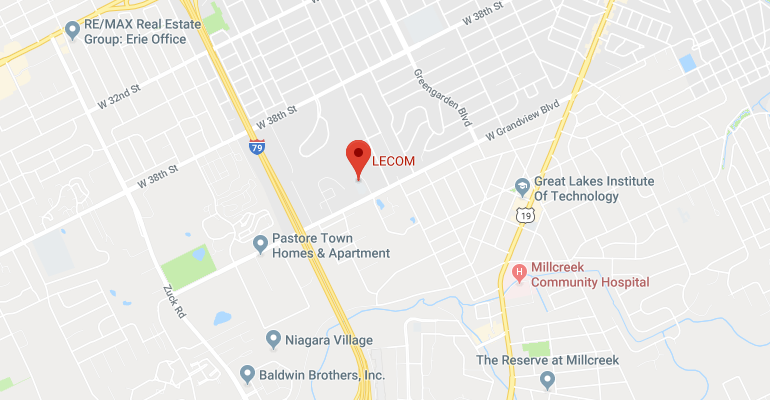 RE/MAX Real Estate
Group: Erie Office
W 38th St
W 32nd St
Greengarden Blvd
W 38th St
W Grandview Blvd
79
LECOM
W 38th St
Great Lakes Institute
Of Technology
19
Pastore Town
Homes & Apartment
Millcreek
Community Hospital
H
Zuck Rd
Niagara Village
The Reserve at Millcreek
Baldwin Brothers, Inc.